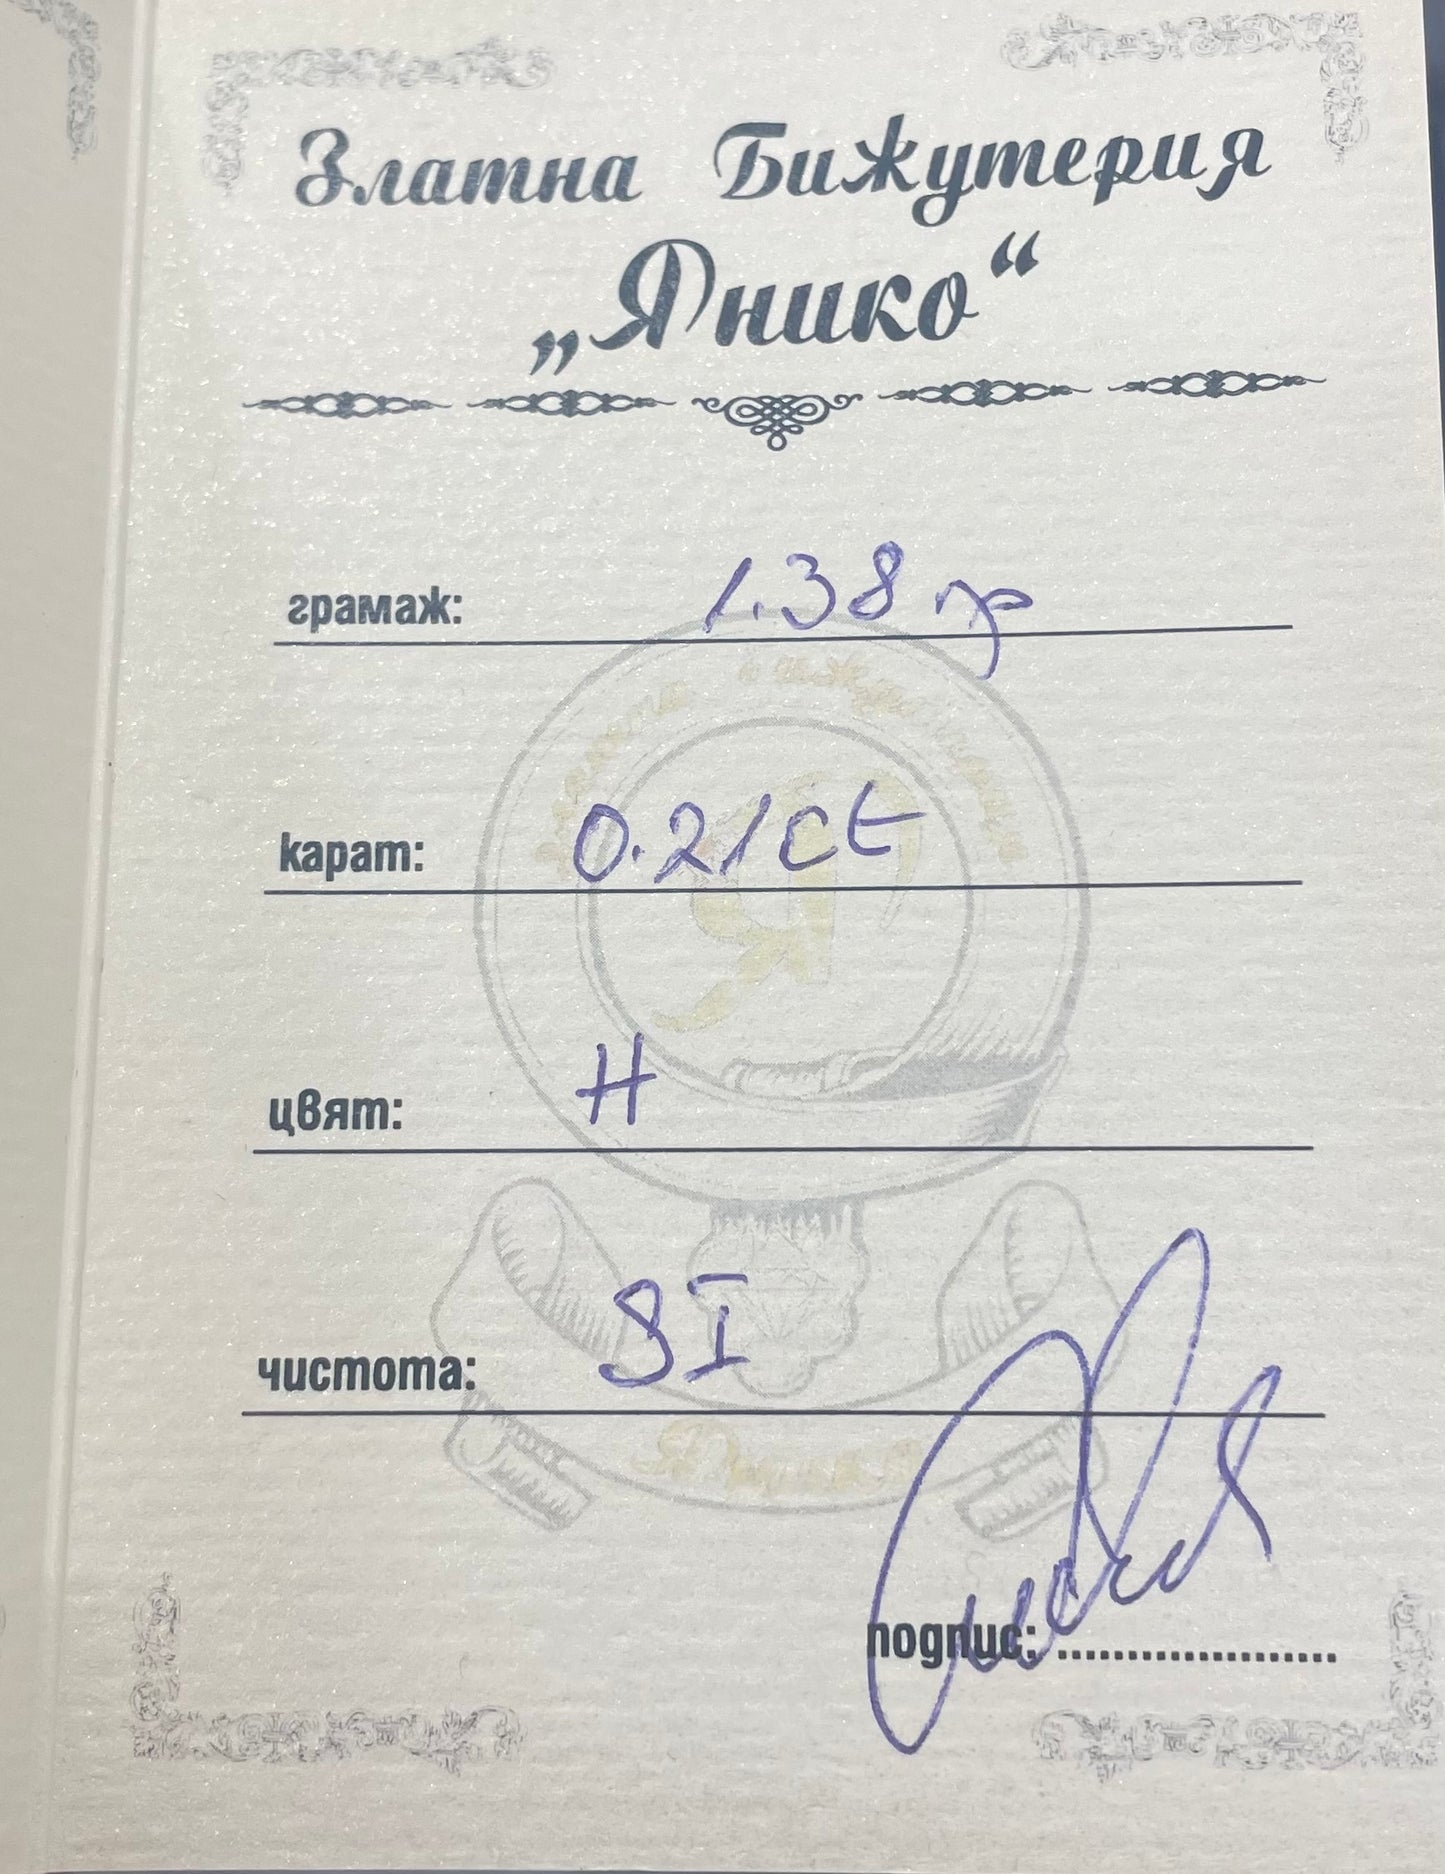 Златна Бижутерия
„Янико“
грамаж: 1.38 гр
карат: 0.21ct
цвят: H
чистота: SI
подпис: ....................